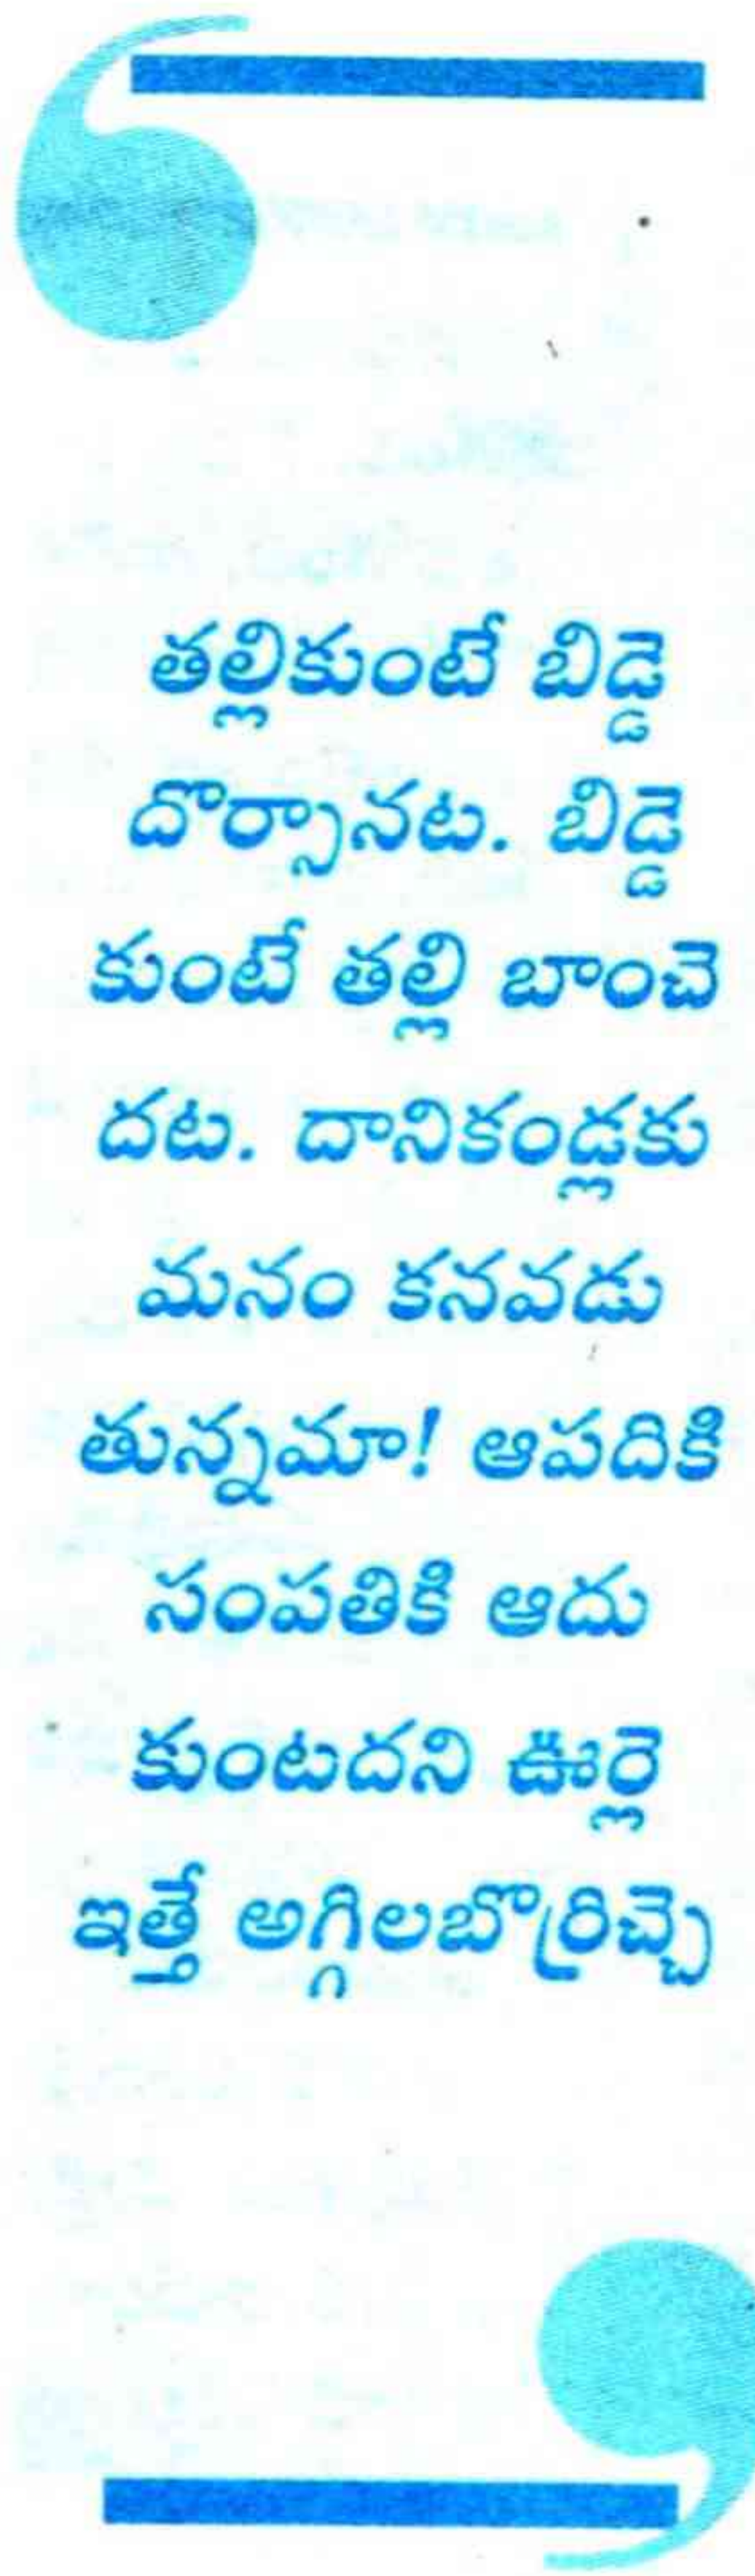 తల్లికుంటే బిడ్డె
దొర్సానట. బిడ్డె
కుంటే తల్లి బాంచె
దట. దానికండ్లకు
మనం కనవడు
తున్నమా! ఆపదికి
సంపతికి ఆదు
కుంటదని ఊర్లె
ఇత్తే అగ్గిలబొర్రిచ్చె